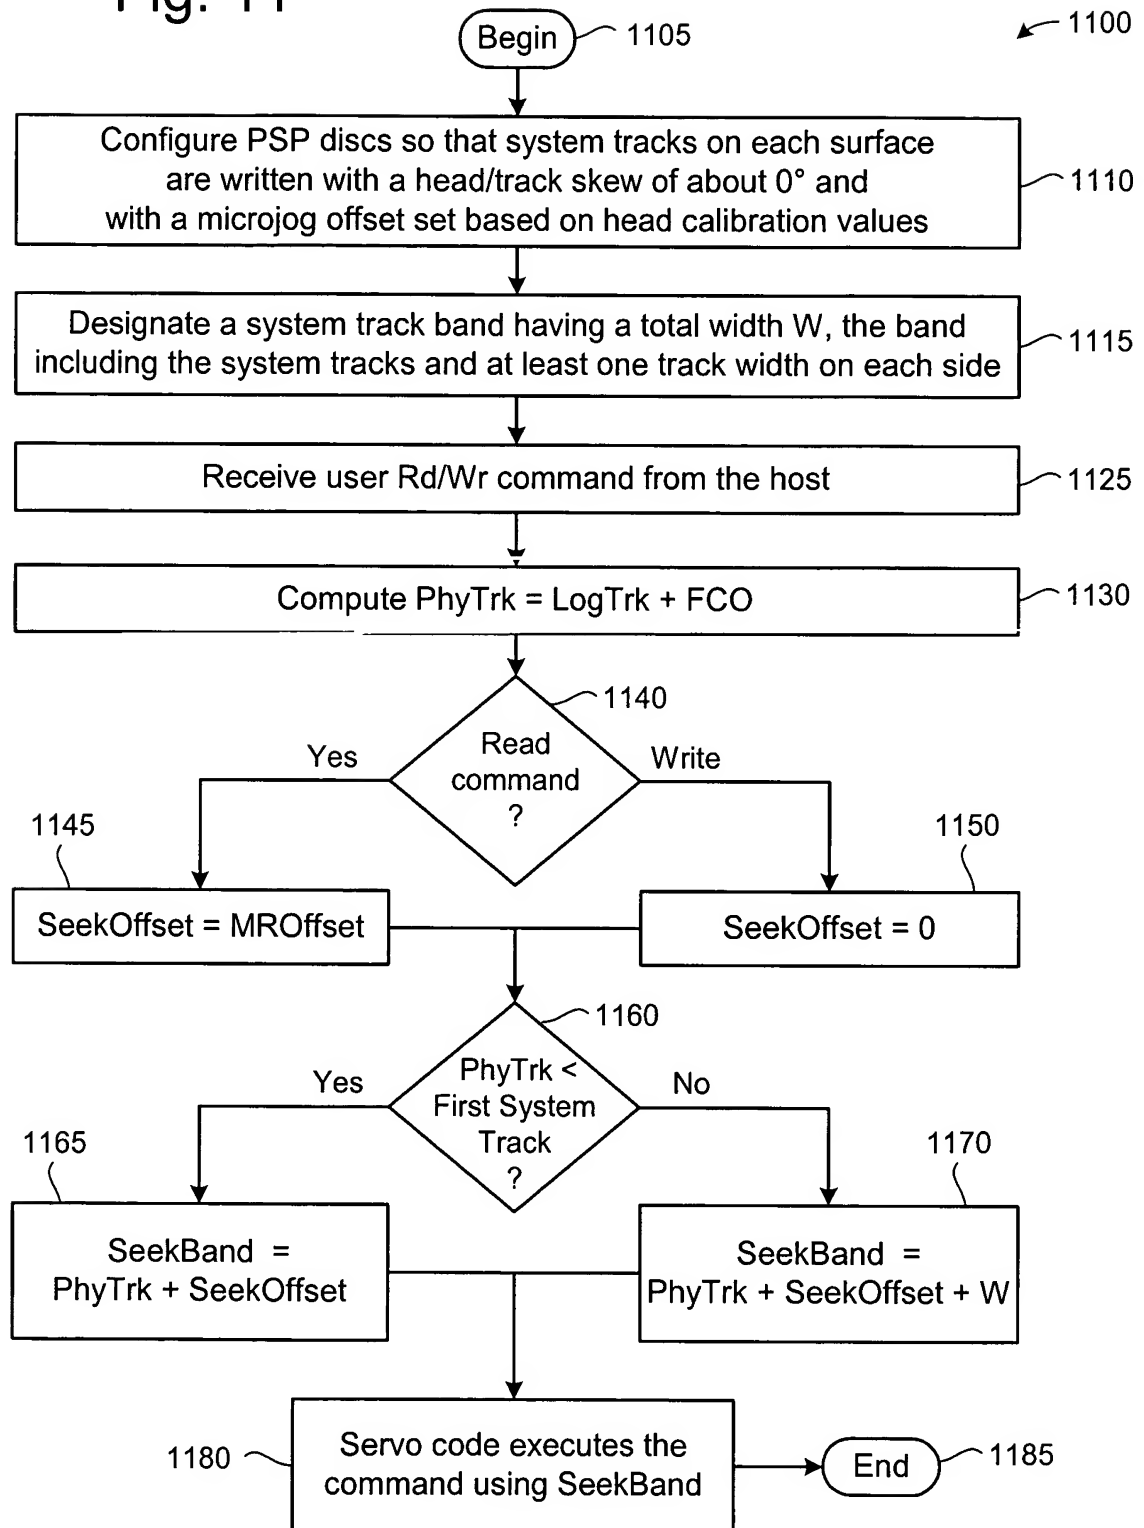 Fig. 11
1100
Begin
1105
Configure PSP discs so that system tracks on each surface
are written with a head/track skew of about 0° and
with a microjog offset set based on head calibration values
1110
Designate a system track band having a total width W, the band
including the system tracks and at least one track width on each side
1115
Receive user Rd/Wr command from the host
1125
Compute PhyTrk = LogTrk + FCO
1130
1140
Read
command
?
Yes
Write
1145
1150
SeekOffset = MROffset
SeekOffset = 0
1160
PhyTrk <
First System
Track
?
Yes
No
1165
1170
SeekBand =
PhyTrk + SeekOffset
SeekBand =
PhyTrk + SeekOffset + W
1180
Servo code executes the
command using SeekBand
End
1185